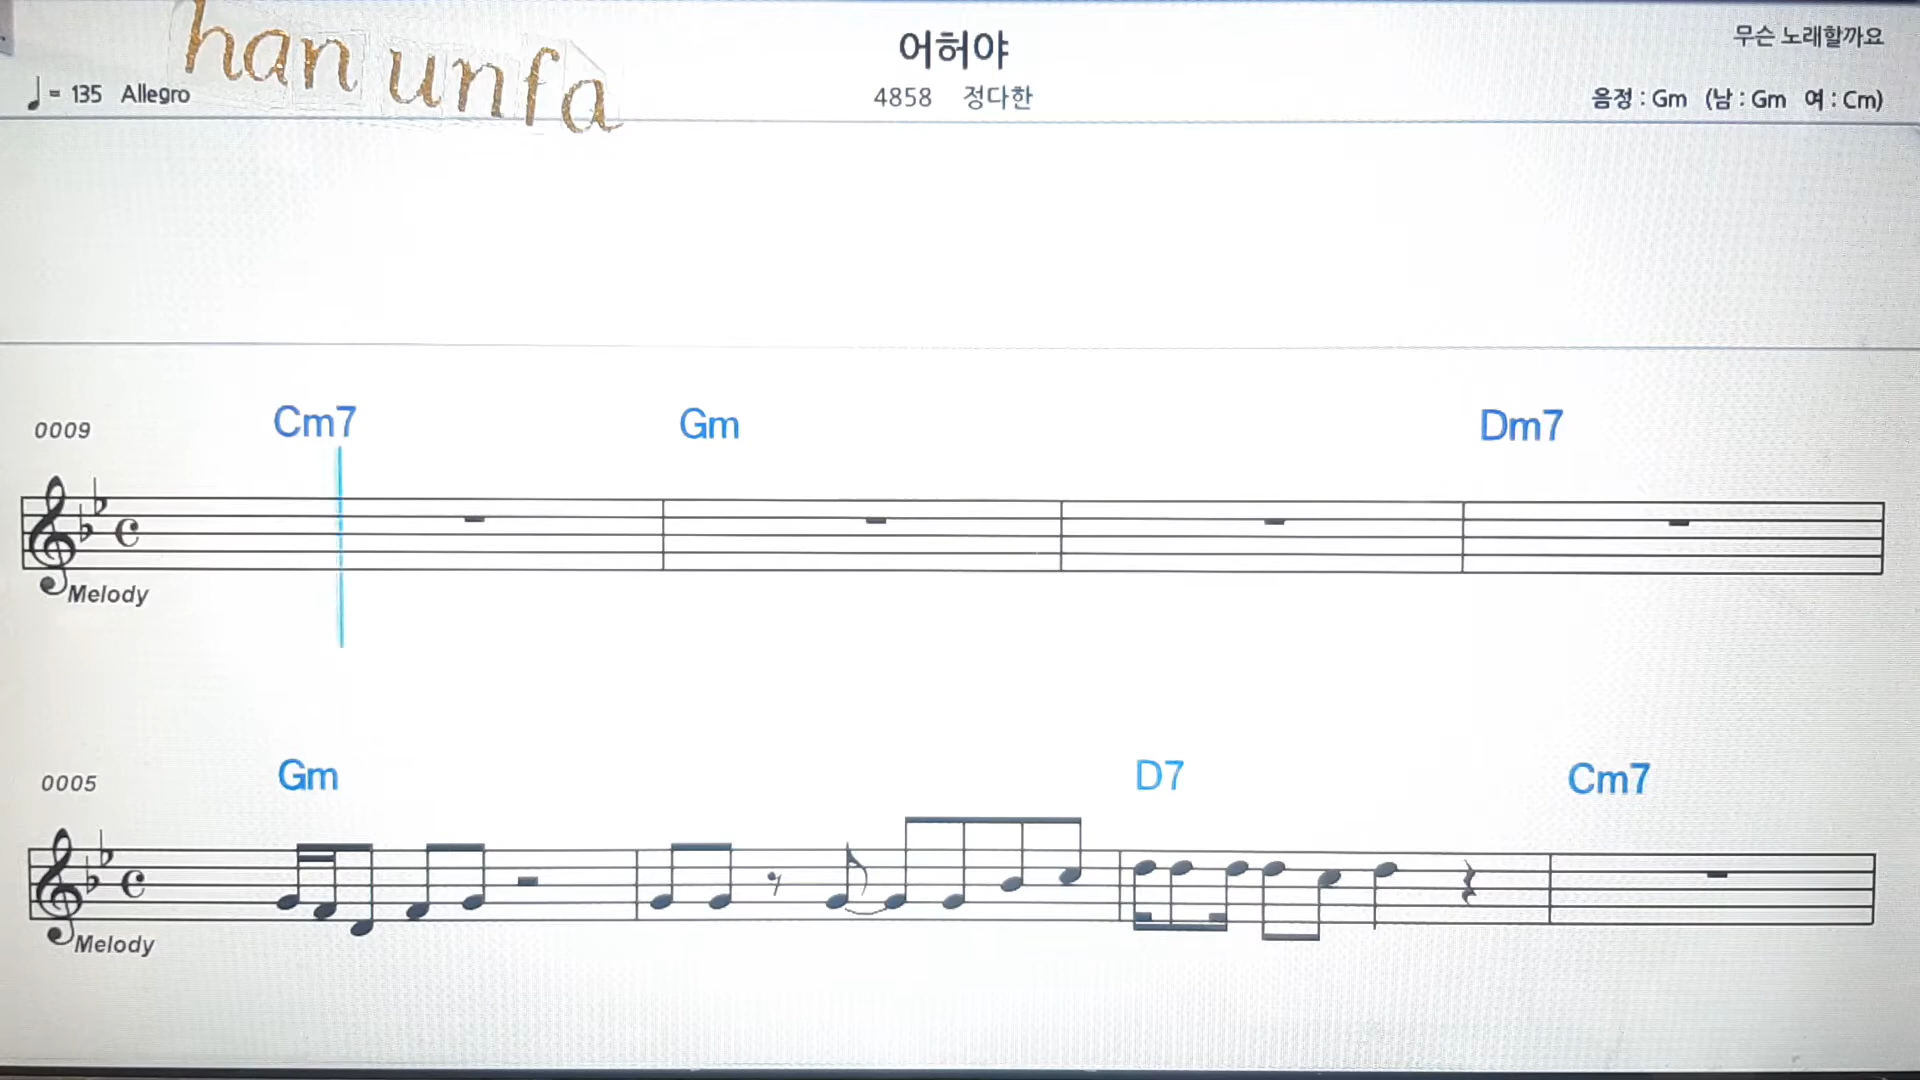 han unfa
어허야
무슨 노래할까요
= 135 Allegro
4858 정다한
음정 : Gm (남 : Gm 여 : Cm)
0009
Cm7 Gm Dm7
Melody
0005
Gm D7 Cm7
Melody